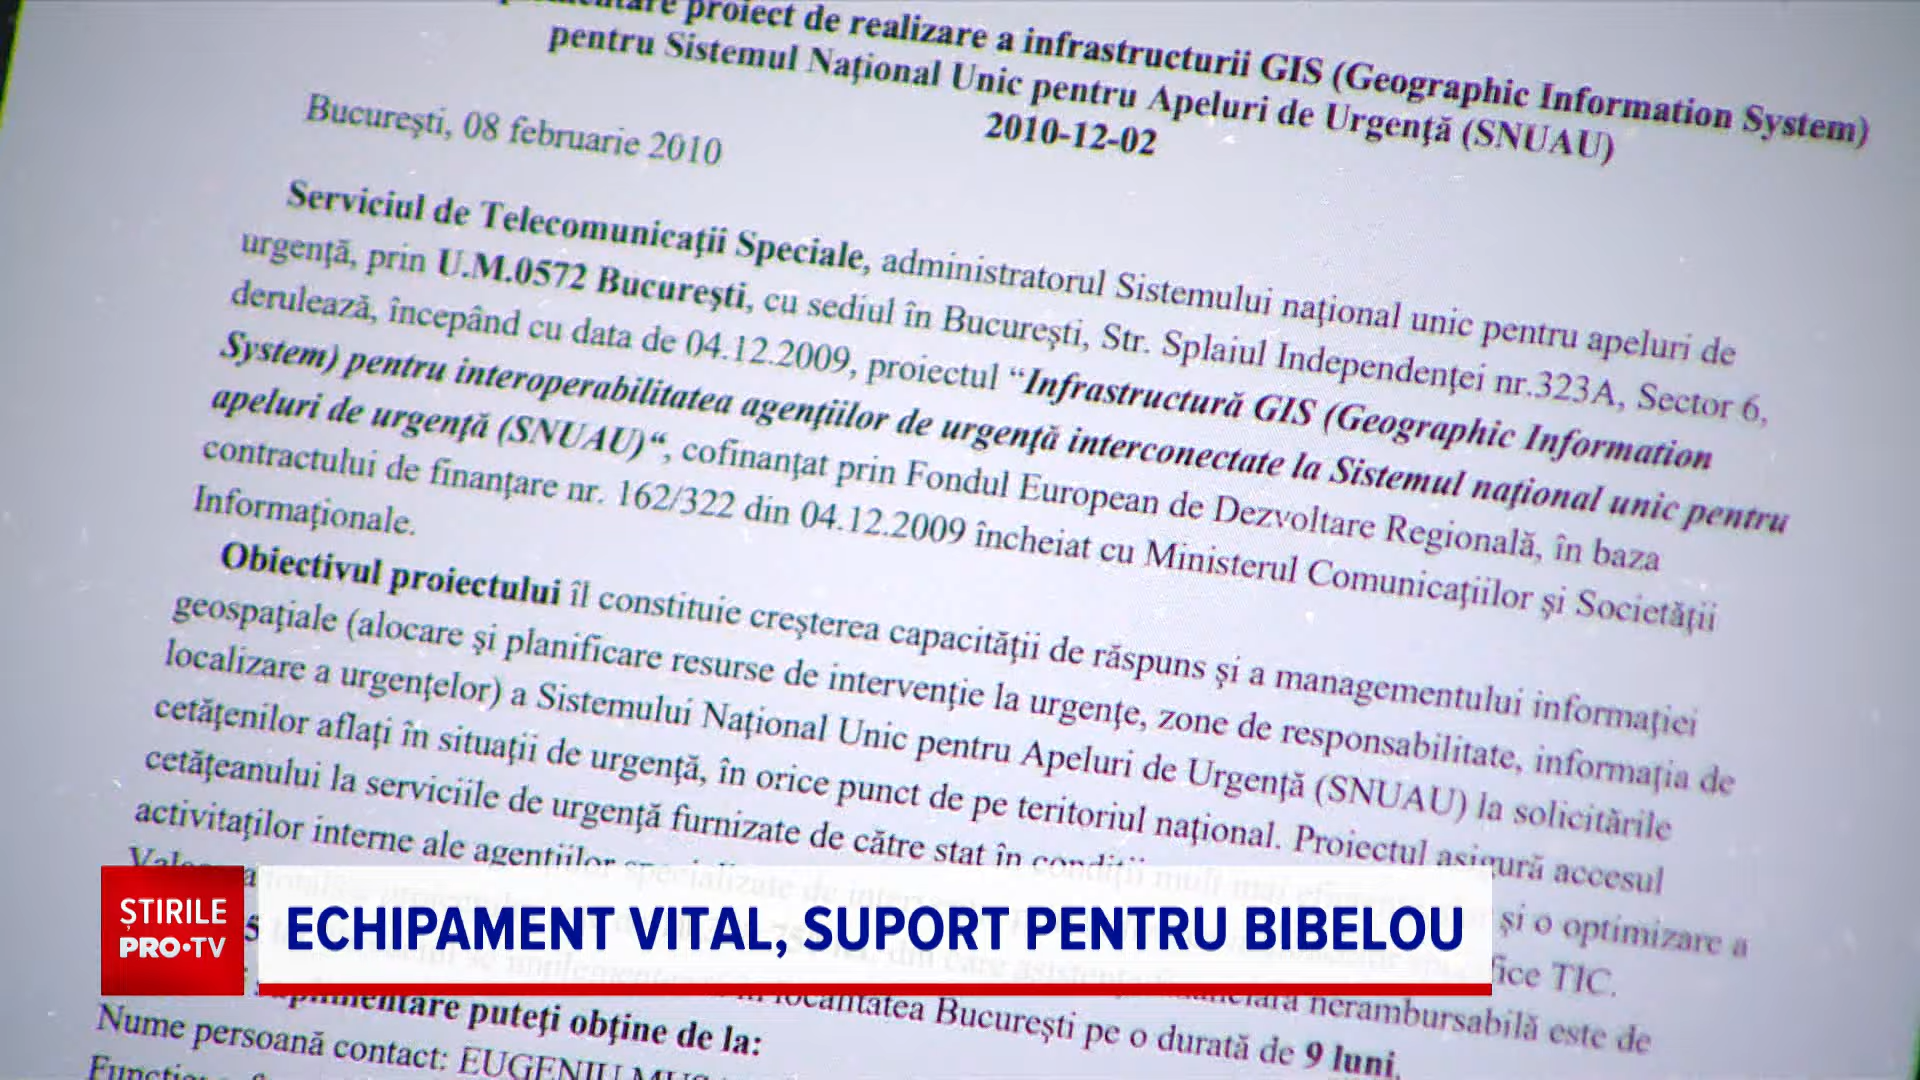 proiect de realizare a infrastructurii GIS (Geographic Information System)
pentru Sistemul Naţional Unic pentru Apeluri de Urgenţă (SNUAU)
2010-12-02
Bucureşti, 08 februarie 2010
Serviciul de Telecomunicaţii Speciale, administratorul Sistemului naţional unic pentru apeluri de
urgenţă, prin U.M.0572 Bucureşti, cu sediul în Bucureşti, Str. Splaiul Independenţei nr.323A, Sector 6,
derulează, începând cu data de 04.12.2009, proiectul “Infrastructură GIS (Geographic Information
System) pentru interoperabilitatea agenţiilor de urgenţă interconectate la Sistemul naţional unic pentru
apeluri de urgenţă (SNUAU)“, cofinanţat prin Fondul European de Dezvoltare Regională, în baza
contractului de finanţare nr. 162/322 din 04.12.2009 încheiat cu Ministerul Comunicaţiilor şi Societăţii
Informaţionale.
Obiectivul proiectului îl constituie creşterea capacităţii de răspuns şi a managementului informaţiei
geospaţiale (alocare şi planificare resurse de intervenţie la urgenţe, zone de responsabilitate, informaţia de
localizare a urgenţelor) a Sistemului Naţional Unic pentru Apeluri de Urgenţă (SNUAU) la solicitările
cetăţenilor aflaţi în situaţii de urgenţă, în orice punct de pe teritoriul naţional. Proiectul asigură accesul
cetăţeanului la serviciile de urgenţă furnizate de către stat în condiţii mult mai şi o optimizare a
activitaţilor interne ale agenţiilor specializate de TIC.
nerambursabilă este de
localitatea Bucureşti pe o durată de 9 luni.
suplimentare puteţi obţine de la:
Nume persoană contact: EUGENIU
ŞTIRILE
PRO•TV
ECHIPAMENT VITAL, SUPORT PENTRU BIBELOU